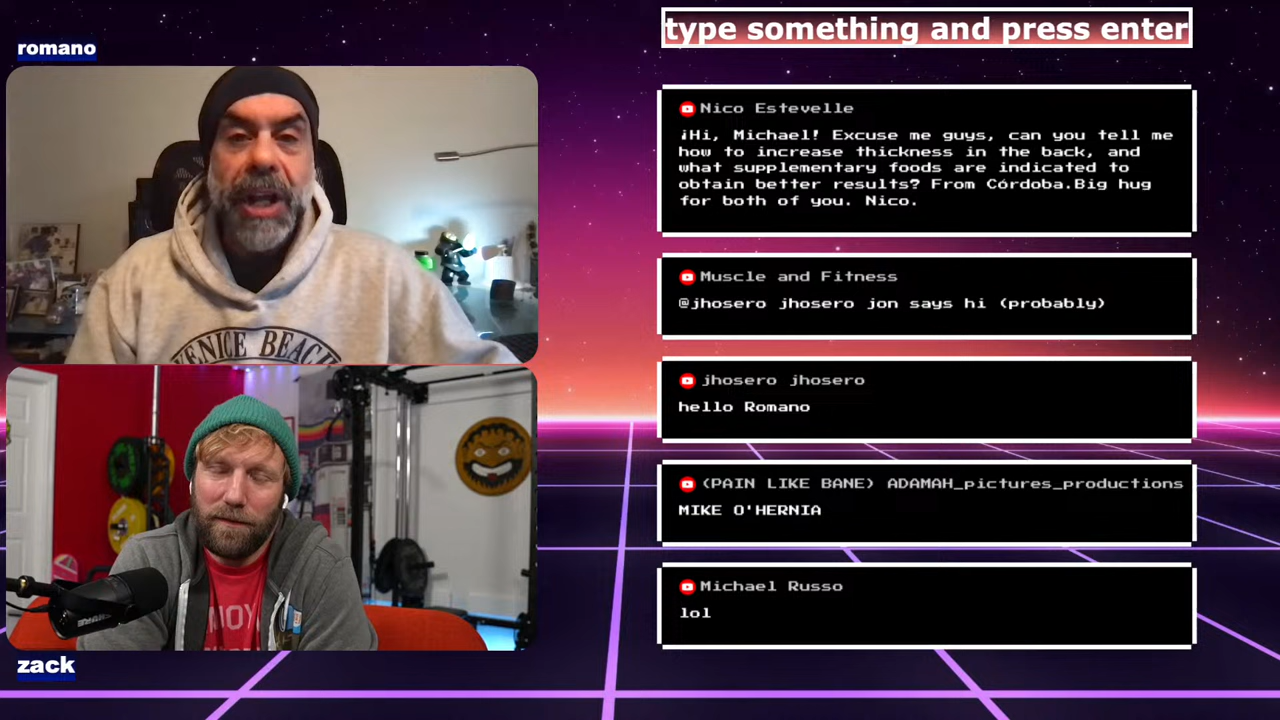 romano
type something and press enter
Nico Estevelle
¡Hi, Michael! Excuse me guys, can you tell me
how to increase thickness in the back, and
what supplementary foods are indicated to
obtain better results? From Córdoba.Big hug
for both of you. Nico.
Muscle and Fitness
@jhosero jhosero jon says hi (probably)
jhosero jhosero
hello Romano
(PAIN LIKE BANE) ADAMAH_pictures_productions
MIKE O'HERNIA
Michael Russo
lol
VENICE BEACH
SHURE
zack